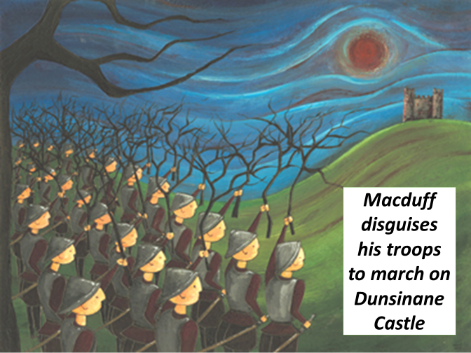 Macduff
disguises
his troops
to march on
Dunsinane
Castle